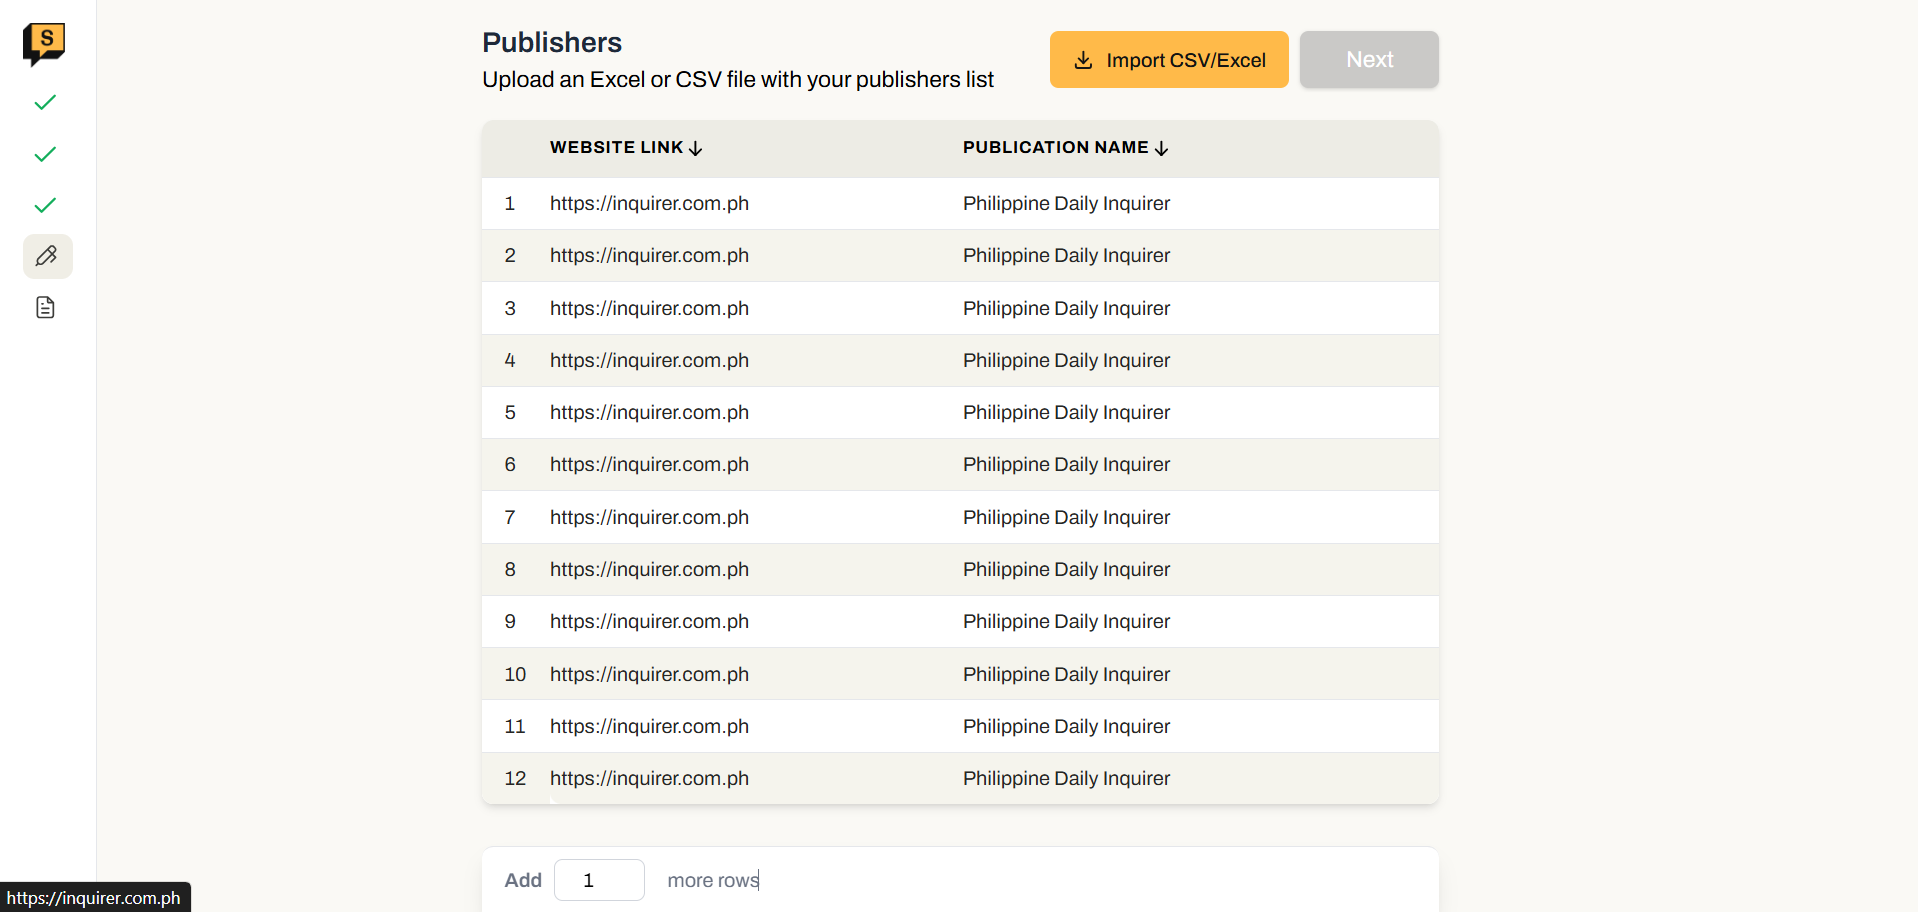 S
Publishers
Upload an Excel or CSV file with your publishers list
Import CSV/Excel
Next
WEBSITE LINK PUBLICATION NAME
1 https://inquirer.com.ph Philippine Daily Inquirer
2 https://inquirer.com.ph Philippine Daily Inquirer
3 https://inquirer.com.ph Philippine Daily Inquirer
4 https://inquirer.com.ph Philippine Daily Inquirer
5 https://inquirer.com.ph Philippine Daily Inquirer
6 https://inquirer.com.ph Philippine Daily Inquirer
7 https://inquirer.com.ph Philippine Daily Inquirer
8 https://inquirer.com.ph Philippine Daily Inquirer
9 https://inquirer.com.ph Philippine Daily Inquirer
10 https://inquirer.com.ph Philippine Daily Inquirer
11 https://inquirer.com.ph Philippine Daily Inquirer
12 https://inquirer.com.ph Philippine Daily Inquirer
Add 1 more rows
https://inquirer.com.ph